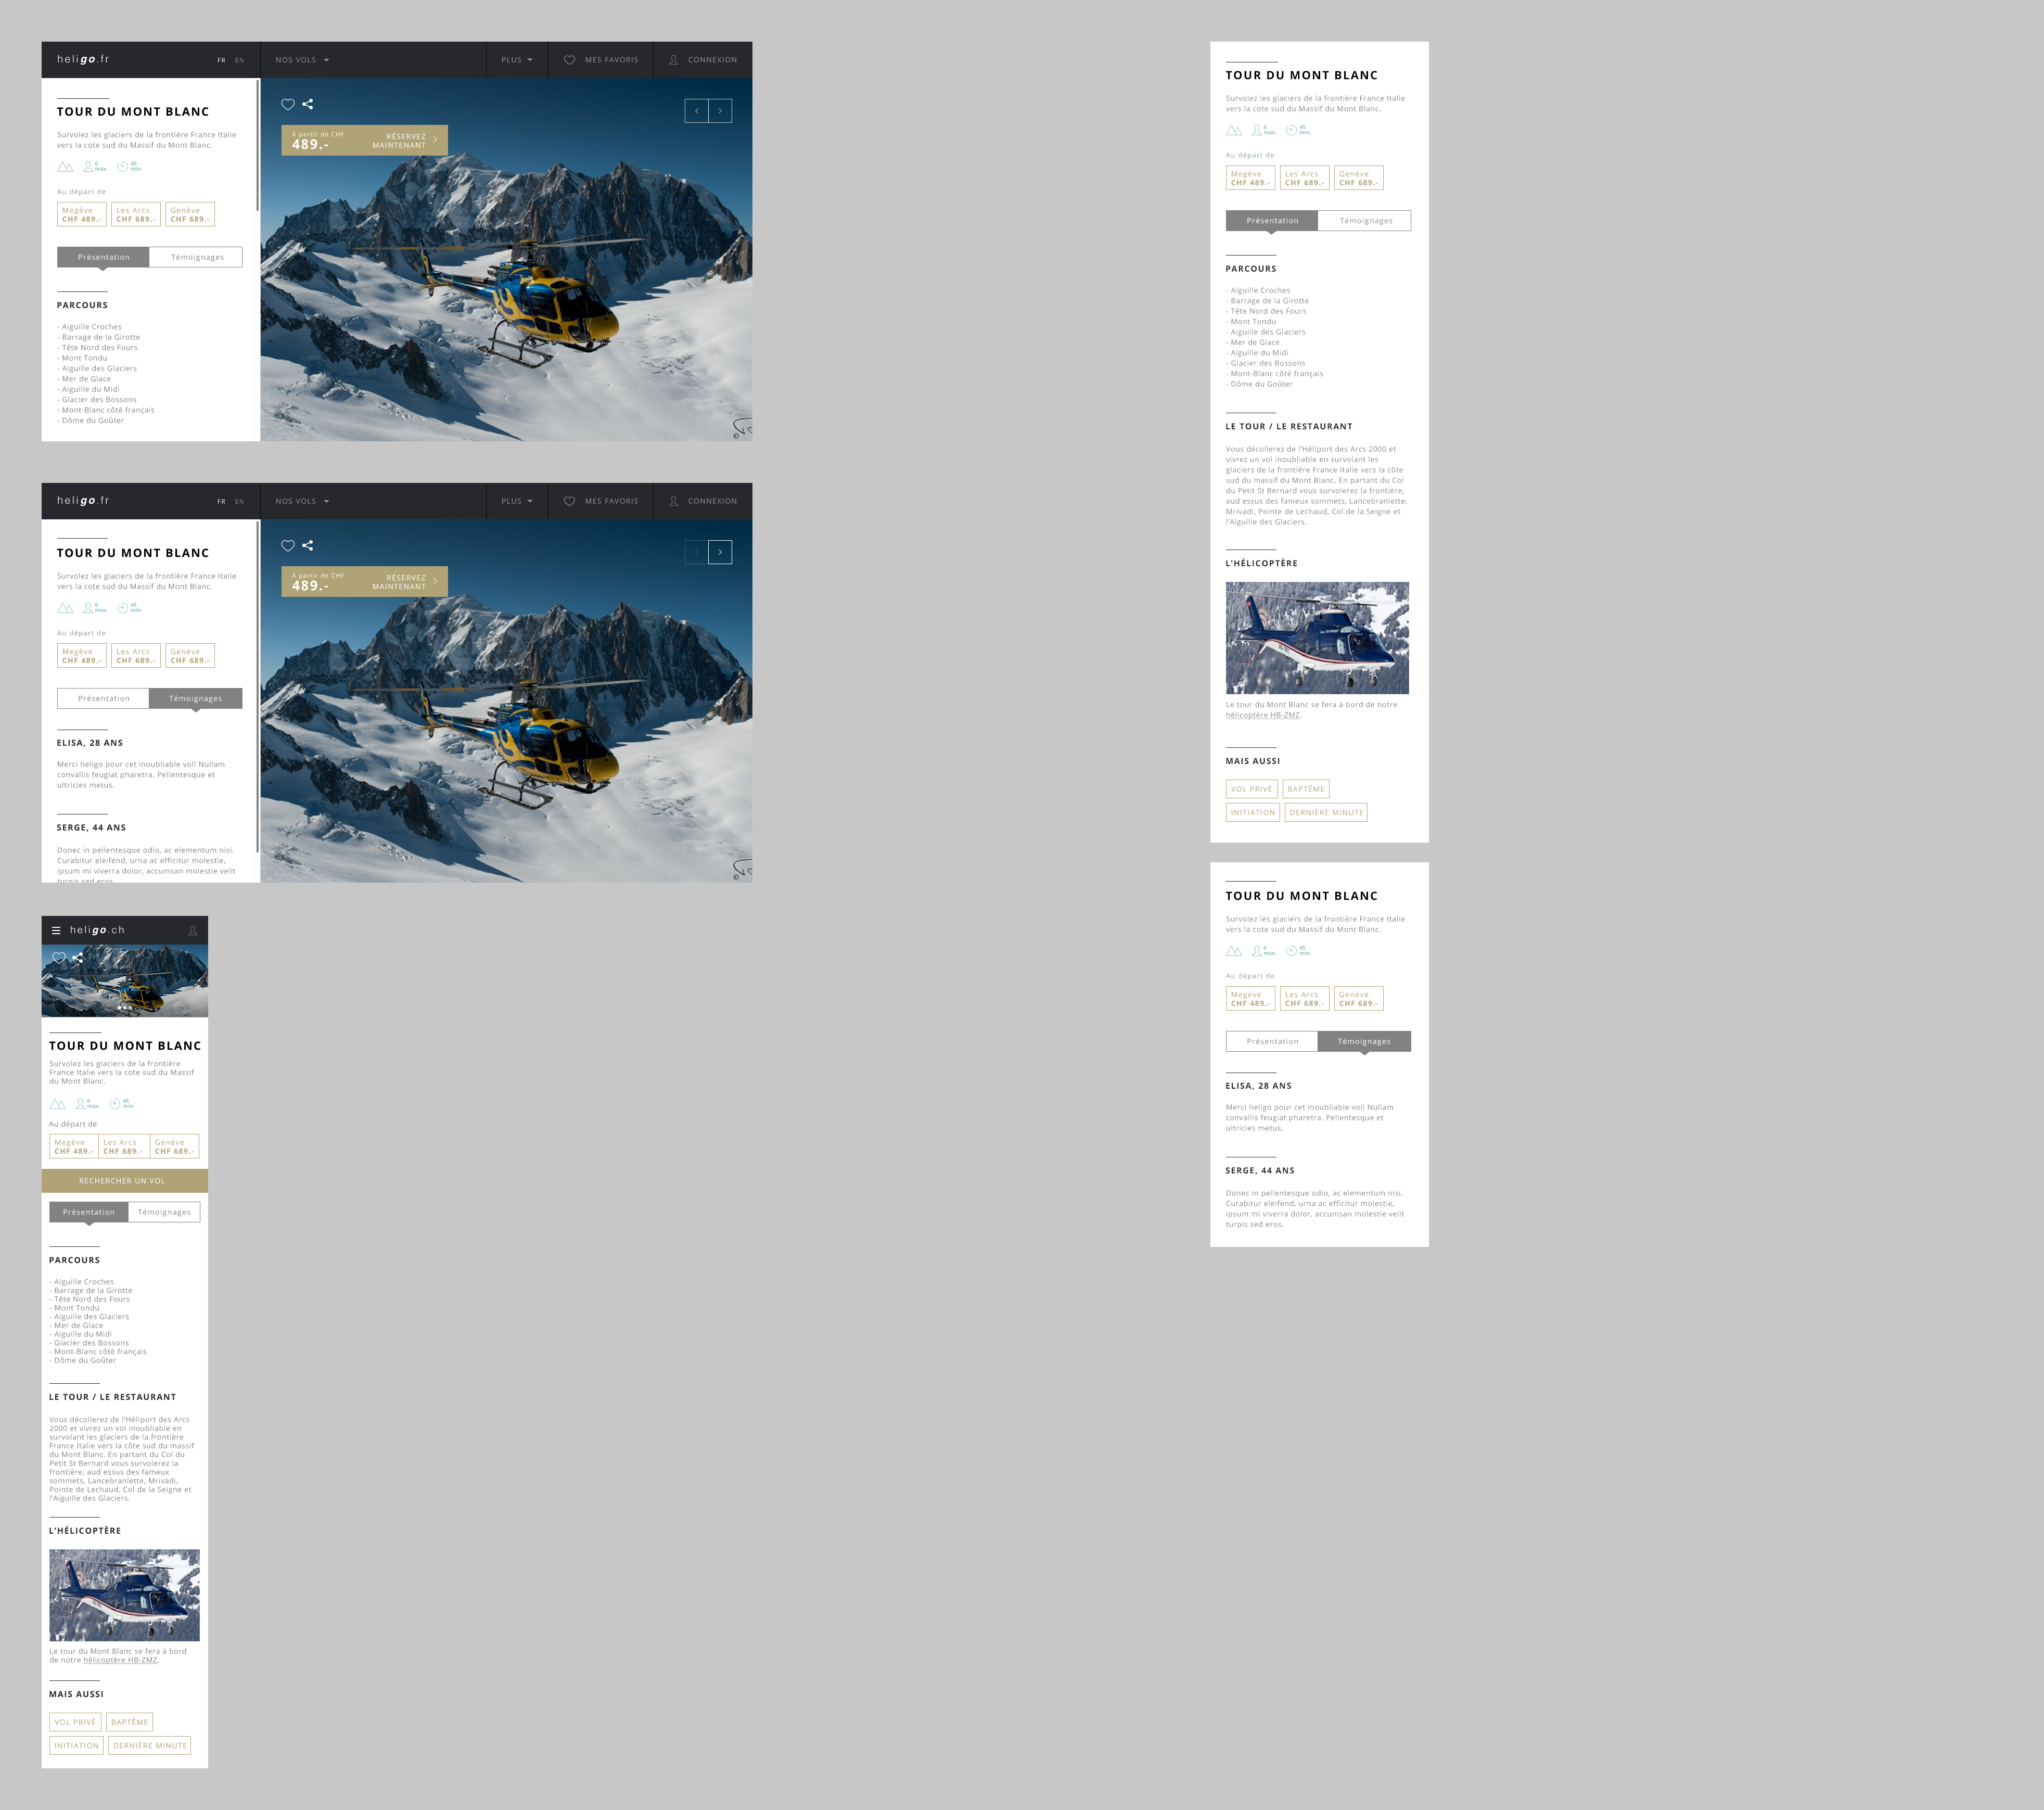 heligo.fr
FR EN
NOS VOLS
PLUS
MES FAVORIS
CONNEXION
TOUR DU MONT BLANC
Survolez les glaciers de la frontière France Italie
vers la cote sud du Massif du Mont Blanc.
6
max.
45
min.
Au départ de
Megève
CHF 489.-
Les Arcs
CHF 689.-
Genève
CHF 689.-
Présentation
Témoignages
PARCOURS
- Aiguille Croches
- Barrage de la Girotte
- Tête Nord des Fours
- Mont Tondu
- Aiguille des Glaciers
- Mer de Glace
- Aiguille du Midi
- Glacier des Bossons
- Mont-Blanc côté français
- Dôme du Goûter
À partir de CHF
489.-
RÉSERVEZ
MAINTENANT
©
heligo.fr
FR EN
NOS VOLS
PLUS
MES FAVORIS
CONNEXION
TOUR DU MONT BLANC
Survolez les glaciers de la frontière France Italie
vers la cote sud du Massif du Mont Blanc.
6
max.
45
min.
Au départ de
Megève
CHF 489.-
Les Arcs
CHF 689.-
Genève
CHF 689.-
Présentation
Témoignages
ELISA, 28 ANS
Merci heligo pour cet inoubliable vol! Nullam
convallis feugiat pharetra. Pellentesque et
ultricies metus.
SERGE, 44 ANS
Donec in pellentesque odio, ac elementum nisi.
Curabitur eleifend, urna ac efficitur molestie,
ipsum mi viverra dolor, accumsan molestie velit
turpis sed eros.
À partir de CHF
489.-
RÉSERVEZ
MAINTENANT
©
heligo.ch
TOUR DU MONT BLANC
Survolez les glaciers de la frontière
France Italie vers la cote sud du Massif
du Mont Blanc.
6
max.
45
min.
Au départ de
Megève
CHF 489.-
Les Arcs
CHF 689.-
Genève
CHF 689.-
RECHERCHER UN VOL
Présentation
Témoignages
PARCOURS
- Aiguille Croches
- Barrage de la Girotte
- Tête Nord des Fours
- Mont Tondu
- Aiguille des Glaciers
- Mer de Glace
- Aiguille du Midi
- Glacier des Bossons
- Mont-Blanc côté français
- Dôme du Goûter
LE TOUR / LE RESTAURANT
Vous décollerez de l'Héliport des Arcs
2000 et vivrez un vol inoubliable en
survolant les glaciers de la frontière
France Italie vers la côte sud du massif
du Mont Blanc. En partant du Col du
Petit St Bernard vous survolerez la
frontière, aud essus des fameux
sommets, Lancebranlette, Mrivadi,
Pointe de Lechaud, Col de la Seigne et
l'Aiguille des Glaciers.
L'HÉLICOPTÈRE
Le tour du Mont Blanc se fera à bord
de notre hélicoptère HB-ZMZ.
MAIS AUSSI
VOL PRIVÉ
BAPTÊME
INITIATION
DERNIÈRE MINUTE
TOUR DU MONT BLANC
Survolez les glaciers de la frontière France Italie
vers la cote sud du Massif du Mont Blanc.
6
max.
45
min.
Au départ de
Megève
CHF 489.-
Les Arcs
CHF 689.-
Genève
CHF 689.-
Présentation
Témoignages
PARCOURS
- Aiguille Croches
- Barrage de la Girotte
- Tête Nord des Fours
- Mont Tondu
- Aiguille des Glaciers
- Mer de Glace
- Aiguille du Midi
- Glacier des Bossons
- Mont-Blanc côté français
- Dôme du Goûter
LE TOUR / LE RESTAURANT
Vous décollerez de l'Héliport des Arcs 2000 et
vivrez un vol inoubliable en survolant les
glaciers de la frontière France Italie vers la côte
sud du massif du Mont Blanc. En partant du Col
du Petit St Bernard vous survolerez la frontière,
aud essus des fameux sommets, Lancebranlette,
Mrivadi, Pointe de Lechaud, Col de la Seigne et
l'Aiguille des Glaciers.
L'HÉLICOPTÈRE
Le tour du Mont Blanc se fera à bord de notre
hélicoptère HB-ZMZ.
MAIS AUSSI
VOL PRIVÉ
BAPTÊME
INITIATION
DERNIÈRE MINUTE
TOUR DU MONT BLANC
Survolez les glaciers de la frontière France Italie
vers la cote sud du Massif du Mont Blanc.
6
max.
45
min.
Au départ de
Megève
CHF 489.-
Les Arcs
CHF 689.-
Genève
CHF 689.-
Présentation
Témoignages
ELISA, 28 ANS
Merci heligo pour cet inoubliable vol! Nullam
convallis feugiat pharetra. Pellentesque et
ultricies metus.
SERGE, 44 ANS
Donec in pellentesque odio, ac elementum nisi.
Curabitur eleifend, urna ac efficitur molestie,
ipsum mi viverra dolor, accumsan molestie velit
turpis sed eros.